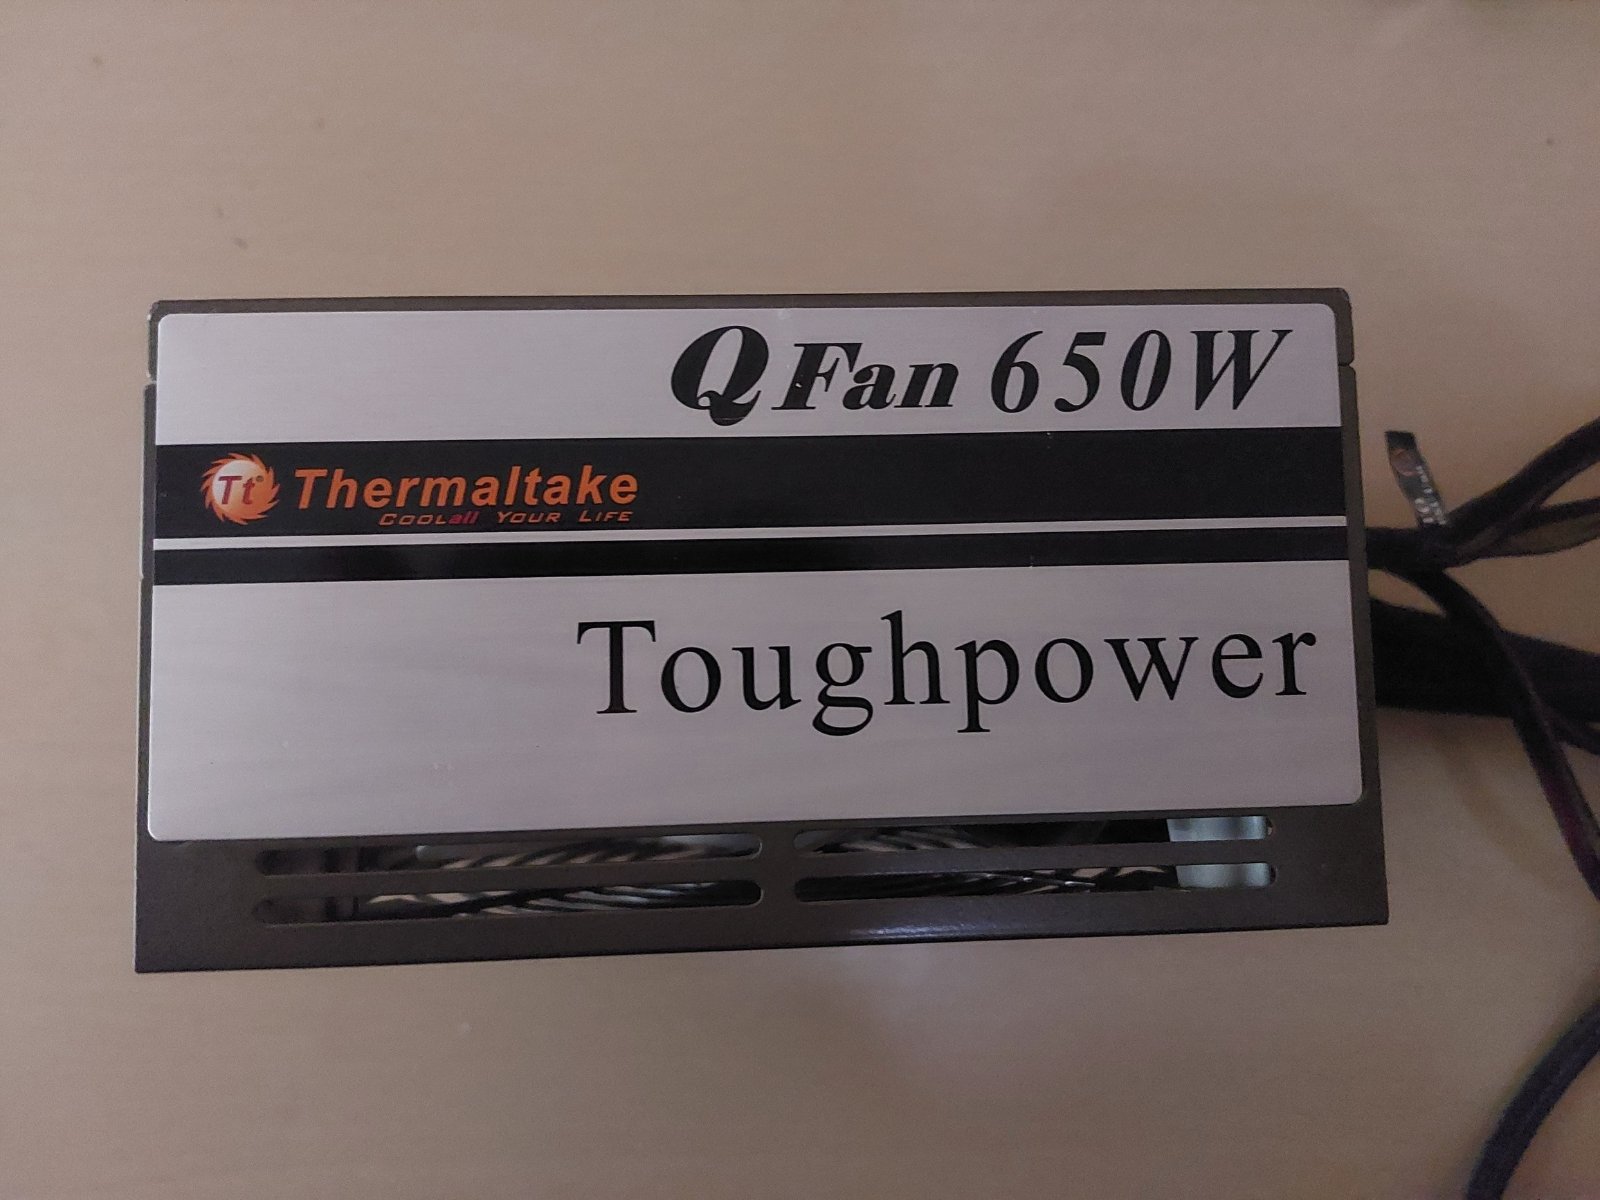 QFan 650W
Tt Thermaltake
COOLall YOUR LIFE
Toughpower